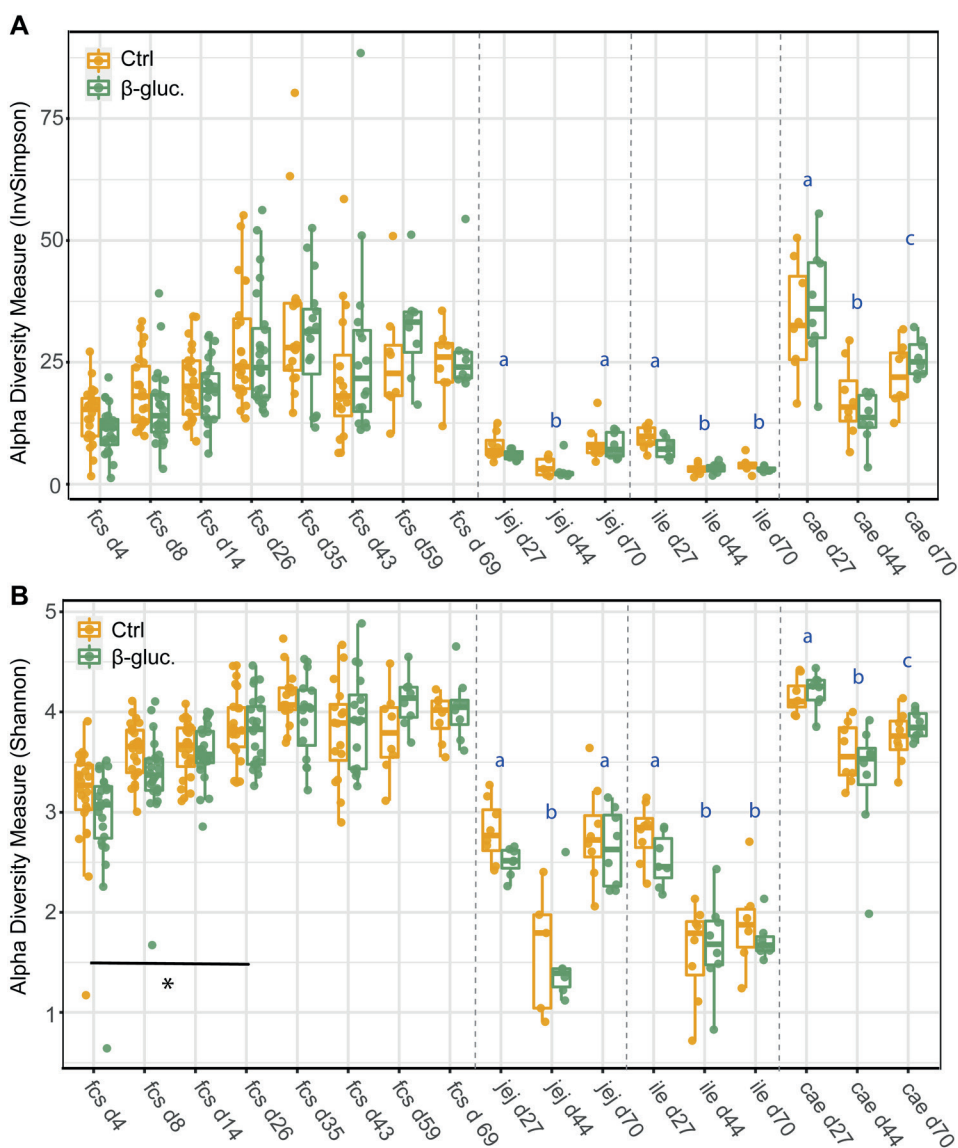 A
Alpha Diversity Measure (InvSimpson)
Ctrl
β-gluc.
75
50
25
0
a
b
a
a
b
b
a
b
c
fcs d4
fcs d8
fcs d14
fcs d26
fcs d35
fcs d43
fcs d59
fcs d 69
jej d27
jej d44
jej d70
ile d27
ile d44
ile d70
cae d27
cae d44
cae d70
B
Alpha Diversity Measure (Shannon)
Ctrl
β-gluc.
5
4
3
2
1
a
b
a
a
b
b
a
b
c
*
fcs d4
fcs d8
fcs d14
fcs d26
fcs d35
fcs d43
fcs d59
fcs d 69
jej d27
jej d44
jej d70
ile d27
ile d44
ile d70
cae d27
cae d44
cae d70